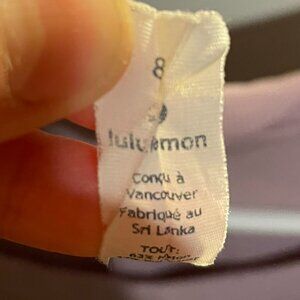 8
lululemon
Conçu à
Vancouver
Fabriqué au
Sri Lanka
TOUT: